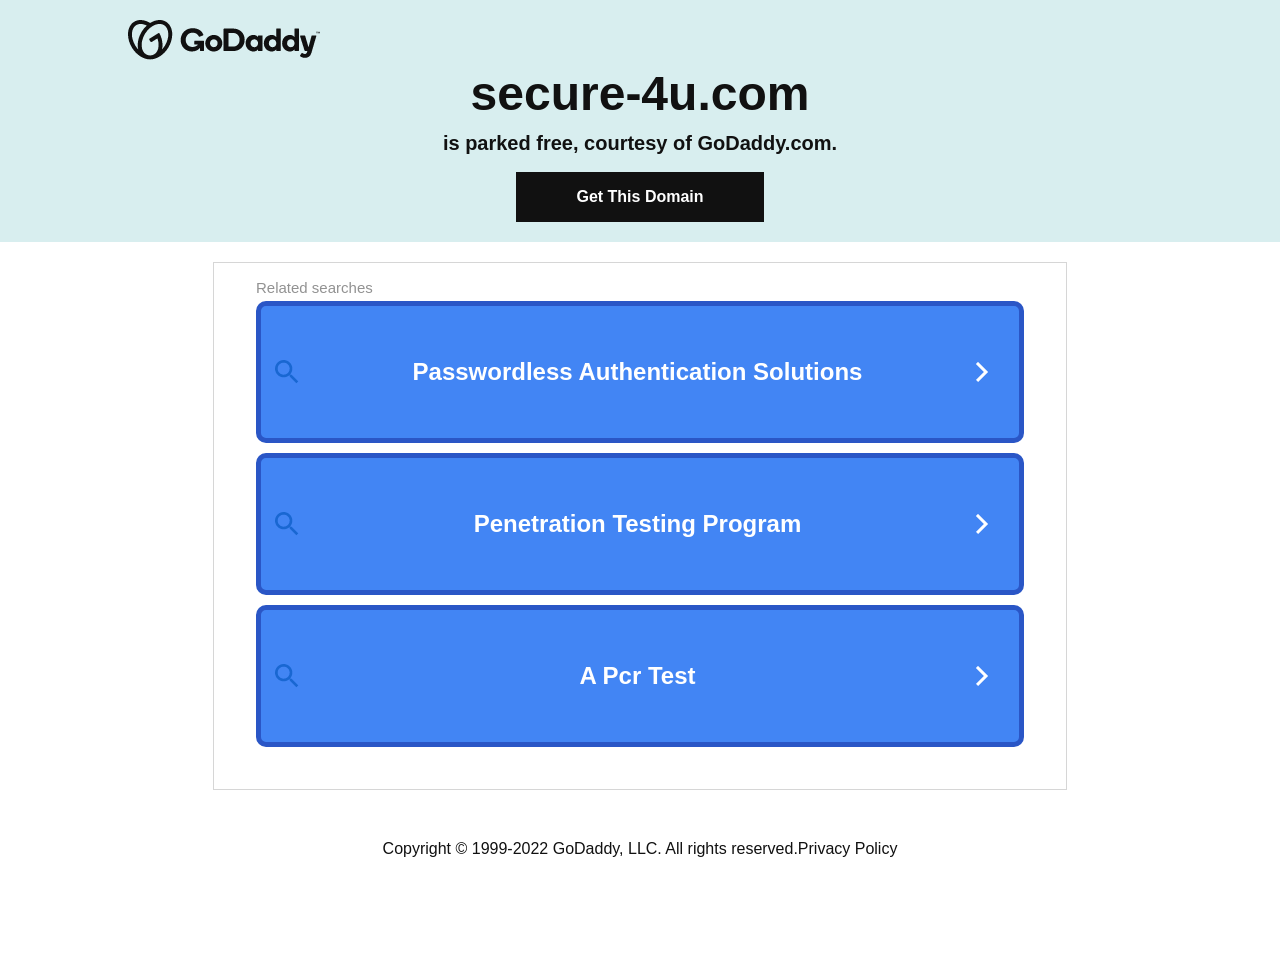 GoDaddy™
secure-4u.com
is parked free, courtesy of GoDaddy.com.
Get This Domain
Related searches
Passwordless Authentication Solutions
Penetration Testing Program
A Pcr Test
Copyright © 1999-2022 GoDaddy, LLC. All rights reserved.Privacy Policy